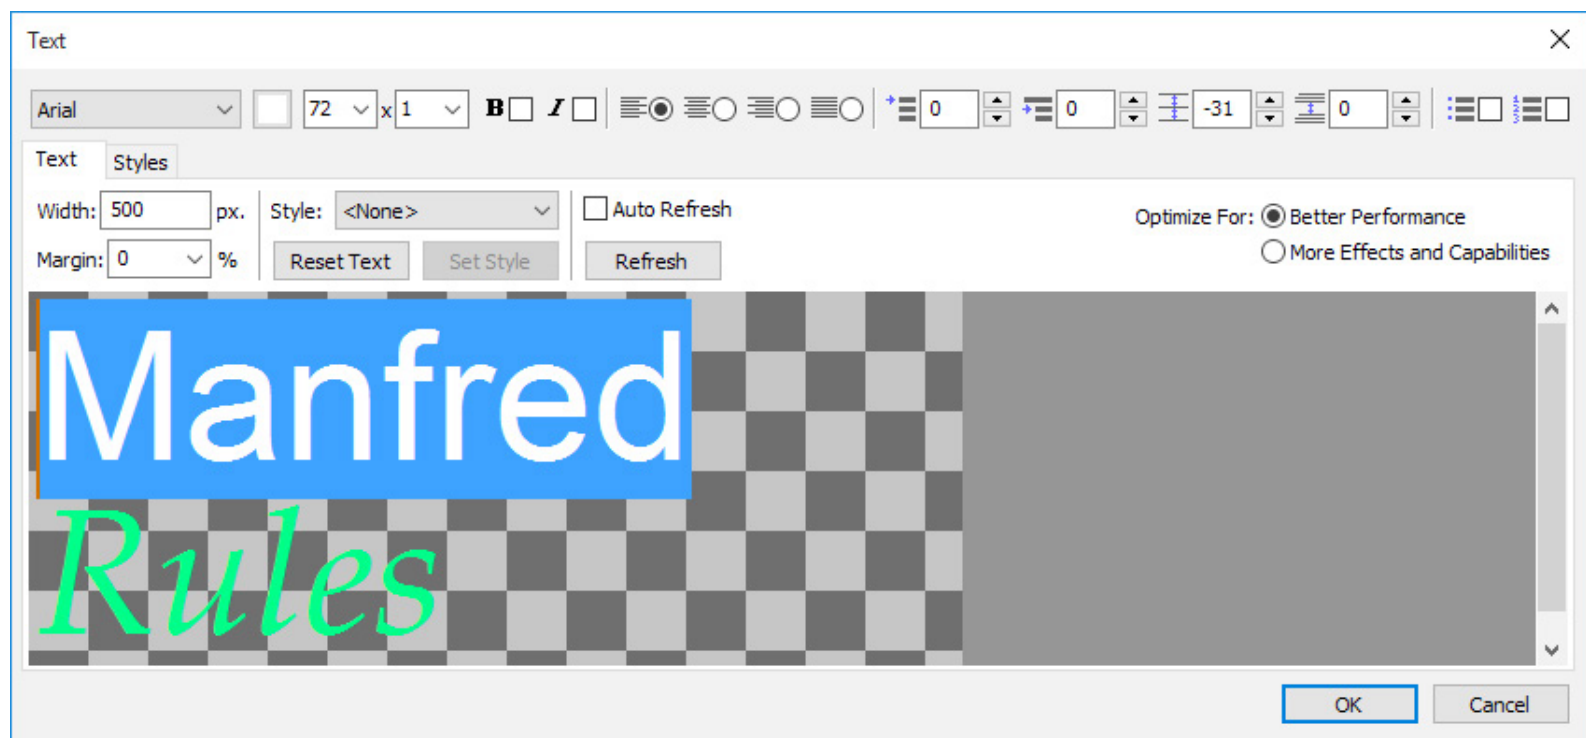 Text
Arial 72 x 1 B I 0 0 -31 0
Text Styles
Width: 500 px. Style: <None> Auto Refresh Optimize For: Better Performance
Margin: 0 % Reset Text Set Style Refresh More Effects and Capabilities
Manfred
Rules
OK Cancel